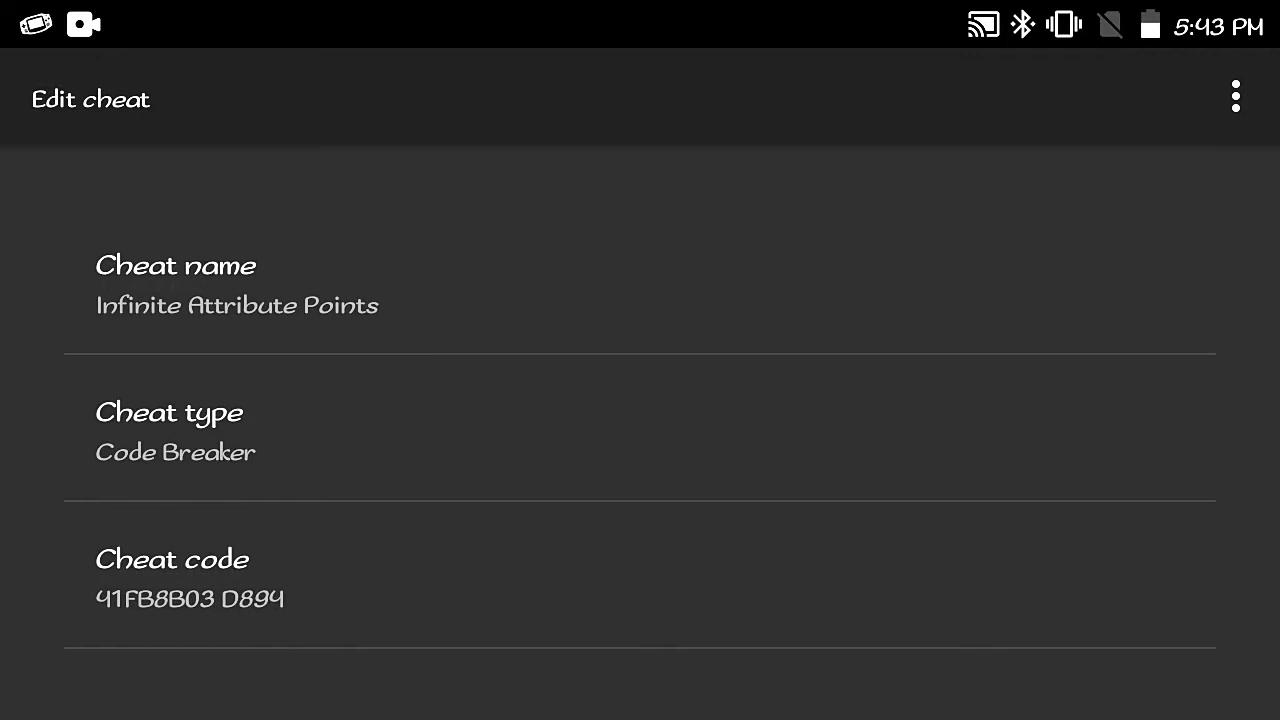 5:43 PM
Edit cheat
Cheat name
Infinite Attribute Points
Cheat type
Code Breaker
Cheat code
41FB8B03 D894